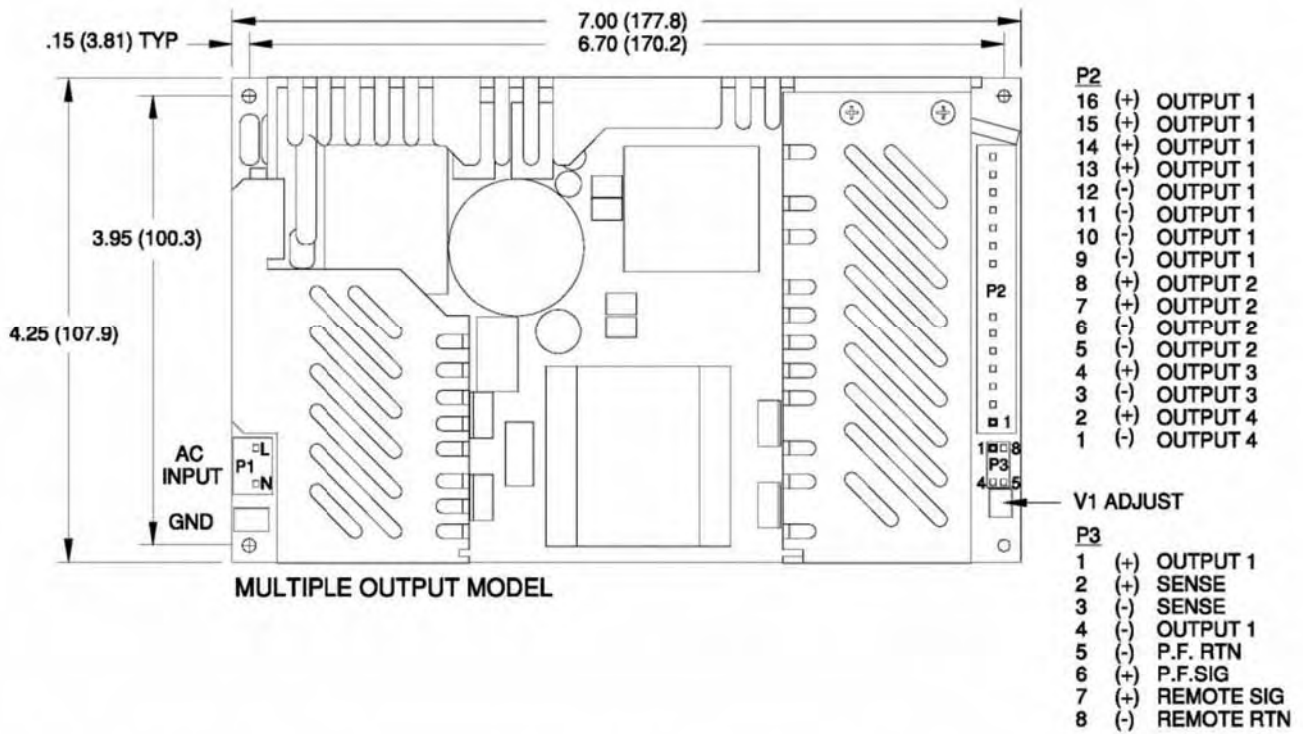 7.00 (177.8)
.15 (3.81) TYP
6.70 (170.2)
3.95 (100.3)
4.25 (107.9)
AC
INPUT
P1
L
N
GND
P2
1
1 8
P3
4 5
V1 ADJUST
MULTIPLE OUTPUT MODEL
P2
16 (+) OUTPUT 1
15 (+) OUTPUT 1
14 (+) OUTPUT 1
13 (+) OUTPUT 1
12 (-) OUTPUT 1
11 (-) OUTPUT 1
10 (-) OUTPUT 1
9 (-) OUTPUT 1
8 (+) OUTPUT 2
7 (+) OUTPUT 2
6 (-) OUTPUT 2
5 (-) OUTPUT 2
4 (+) OUTPUT 3
3 (-) OUTPUT 3
2 (+) OUTPUT 4
1 (-) OUTPUT 4
P3
1 (+) OUTPUT 1
2 (+) SENSE
3 (-) SENSE
4 (-) OUTPUT 1
5 (-) P.F. RTN
6 (+) P.F.SIG
7 (+) REMOTE SIG
8 (-) REMOTE RTN